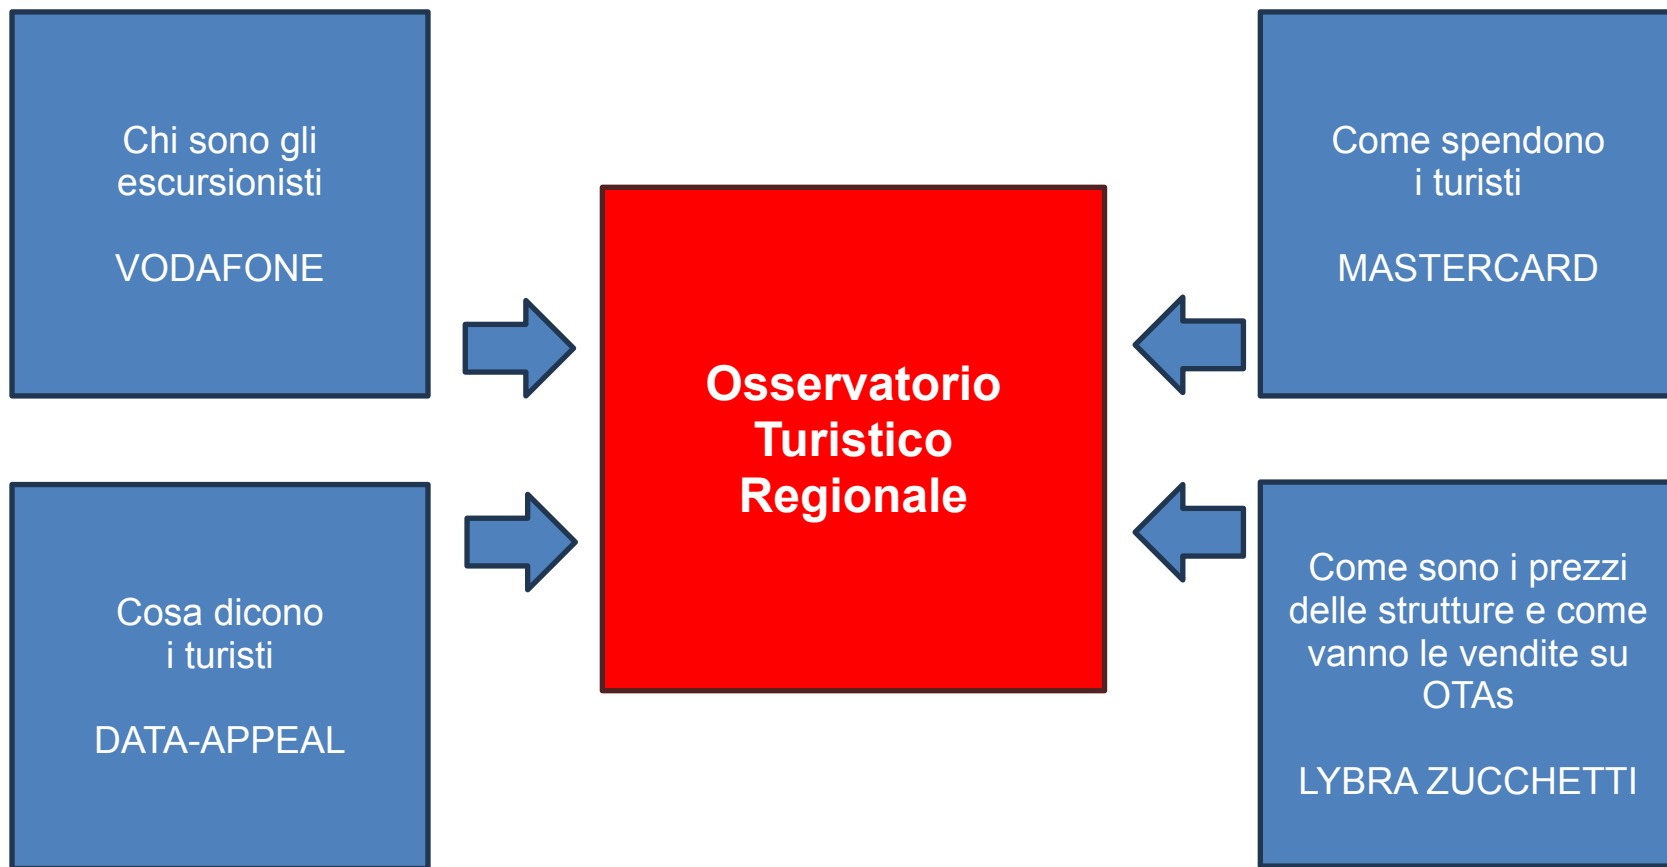 Chi sono gli
escursionisti
VODAFONE
Cosa dicono
i turisti
DATA-APPEAL
Osservatorio
Turistico
Regionale
Come spendono
i turisti
MASTERCARD
Come sono i prezzi
delle strutture e come
vanno le vendite su
OTAs
LYBRA ZUCCHETTI